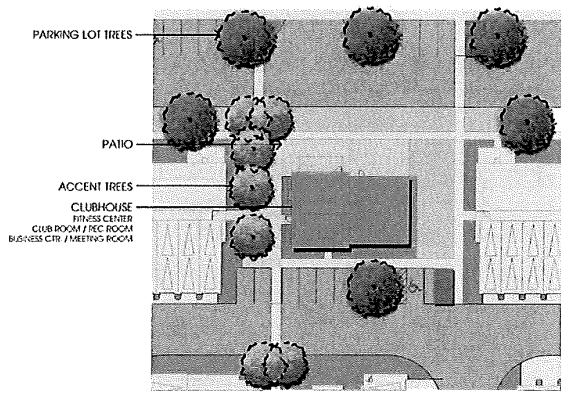 PARKING LOT TREES
PATIO
ACCENT TREES
CLUBHOUSE
FITNESS CENTER
CLUB ROOM / REC ROOM
BUSINESS CTR. / MEETING ROOM